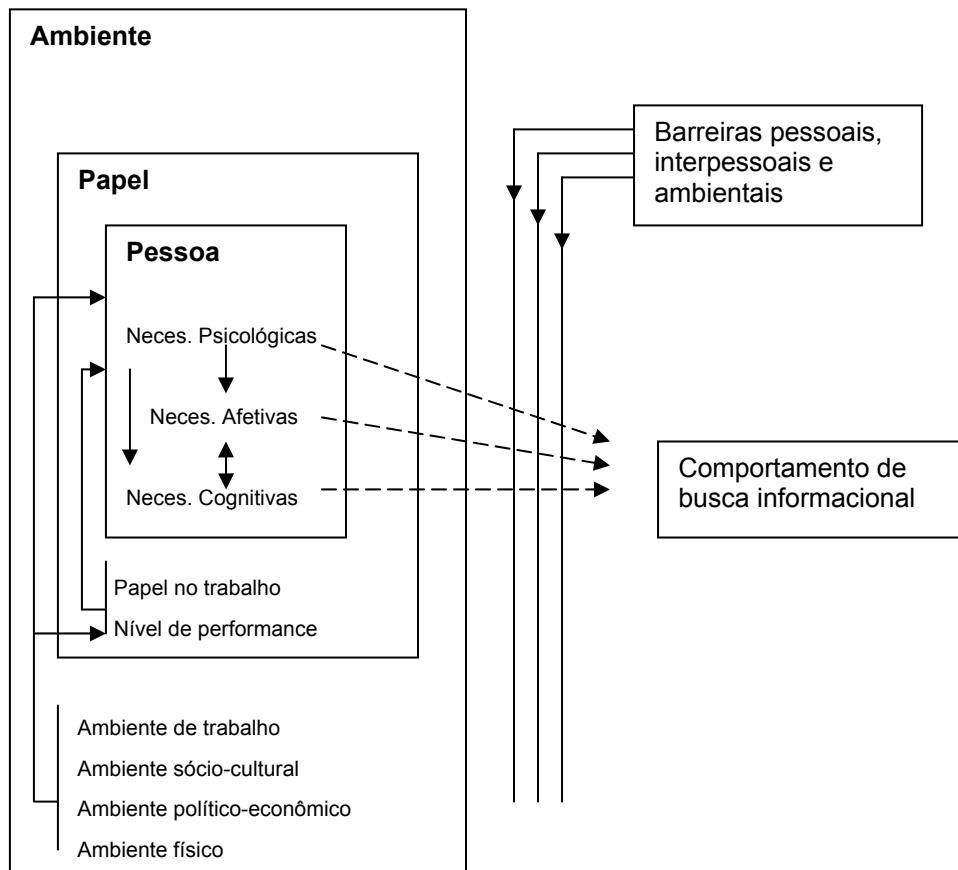 Ambiente
Papel
Pessoa
Neces. Psicológicas
Neces. Afetivas
Neces. Cognitivas
Papel no trabalho
Nível de performance
Ambiente de trabalho
Ambiente sócio-cultural
Ambiente político-econômico
Ambiente físico
Barreiras pessoais,
interpessoais e
ambientais
Comportamento de
busca informacional